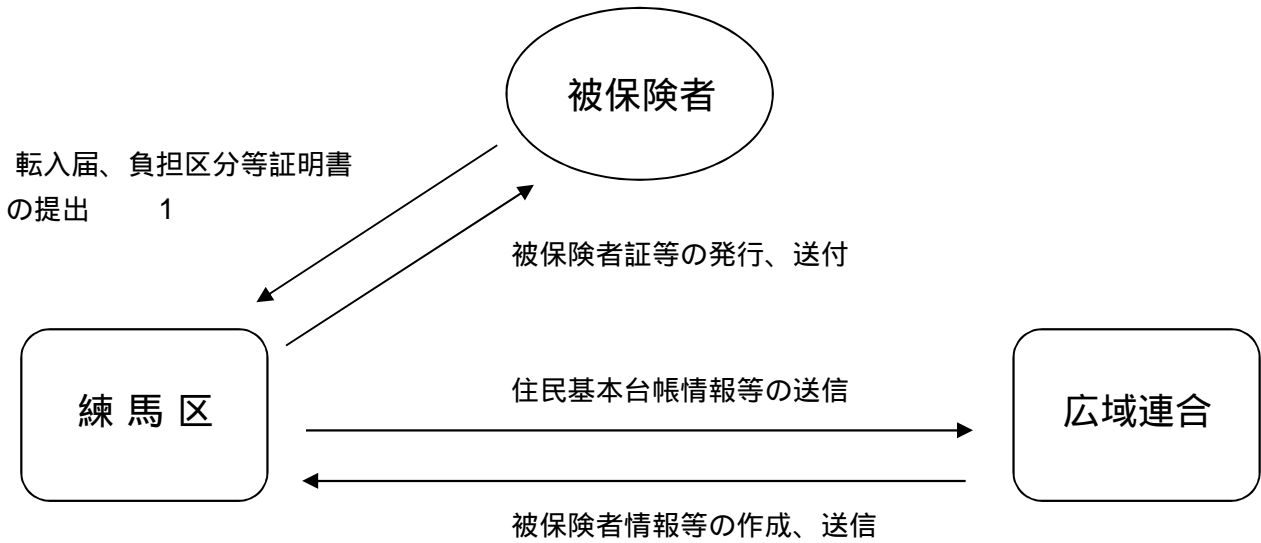 被保険者
転入届、負担区分等証明書
の提出 1
被保険者証等の発行、送付
練馬区
住民基本台帳情報等の送信
広域連合
被保険者情報等の作成、送信